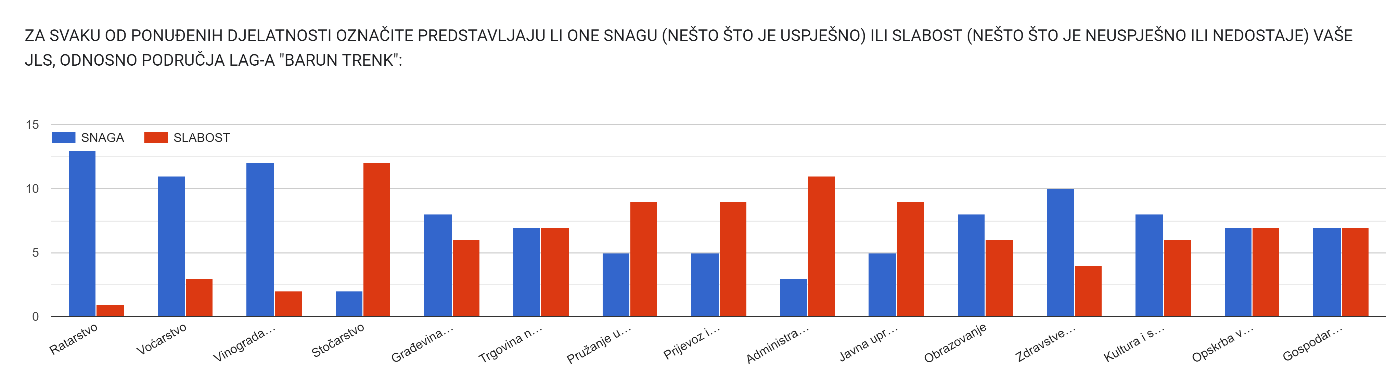 ZA SVAKU OD PONUĐENIH DJELATNOSTI OZNAČITE PREDSTAVLJAJU LI ONE SNAGU (NEŠTO ŠTO JE USPJEŠNO) ILI SLABOST (NEŠTO ŠTO JE NEUSPJEŠNO ILI NEDOSTAJE) VAŠE
JLS, ODNOSNO PODRUČJA LAG-A "BARUN TRENK":
15
SNAGA
SLABOST
10
5
0
Ratarstvo
Voćarstvo
Vinograda…
Stočarstvo
Građevina…
Trgovina n…
Pružanje u…
Prijevoz i…
Administra…
Javna upr…
Obrazovanje
Zdravstve…
Kultura i s…
Opskrba v…
Gospodar…